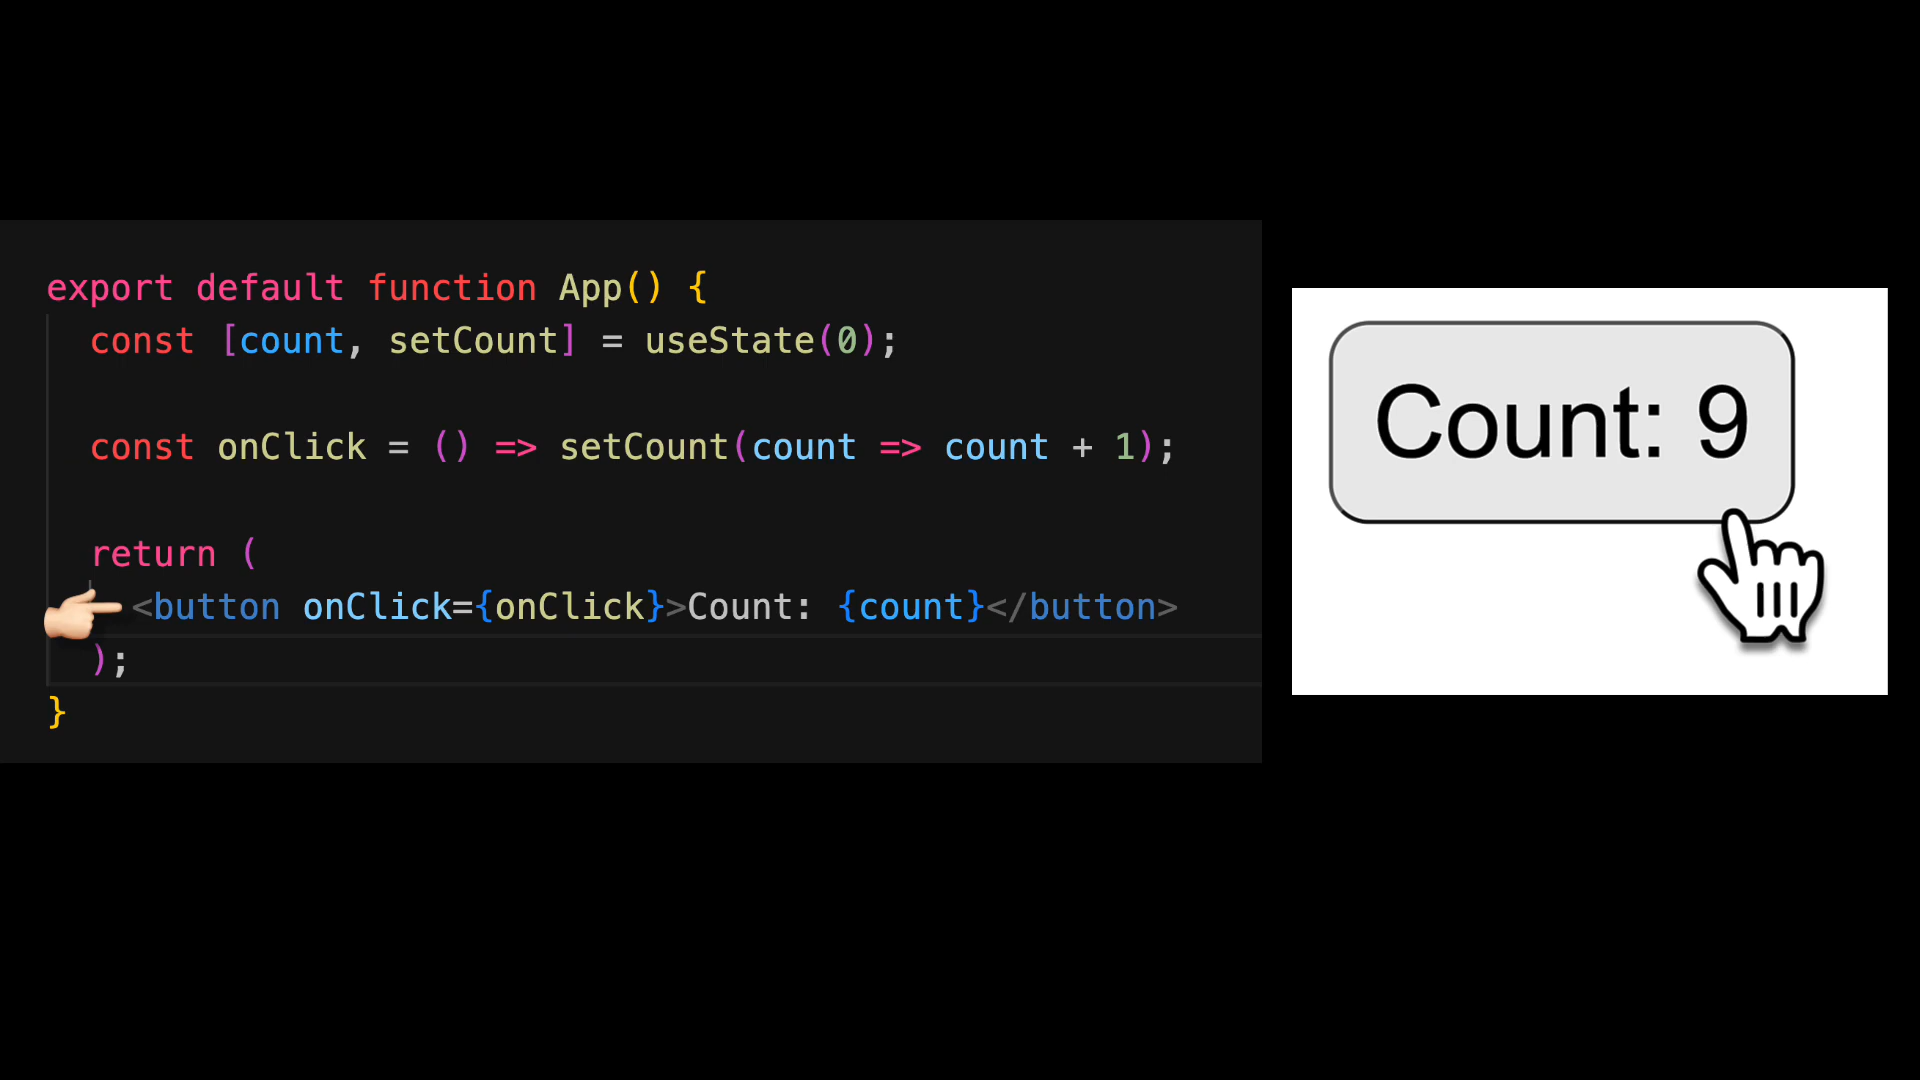 export default function App() {
const [count, setCount] = useState(0);
const onClick = () => setCount(count => count + 1);
return (
<button onClick={onClick}>Count: {count}</button>
);
}
Count: 9